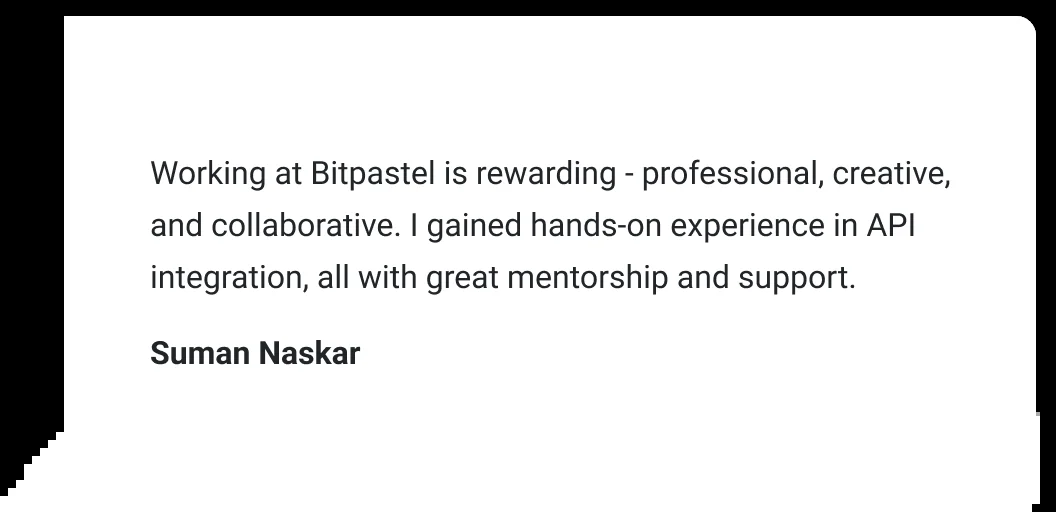 Working at Bitpastel is rewarding - professional, creative,
and collaborative. I gained hands-on experience in API
integration, all with great mentorship and support.
Suman Naskar